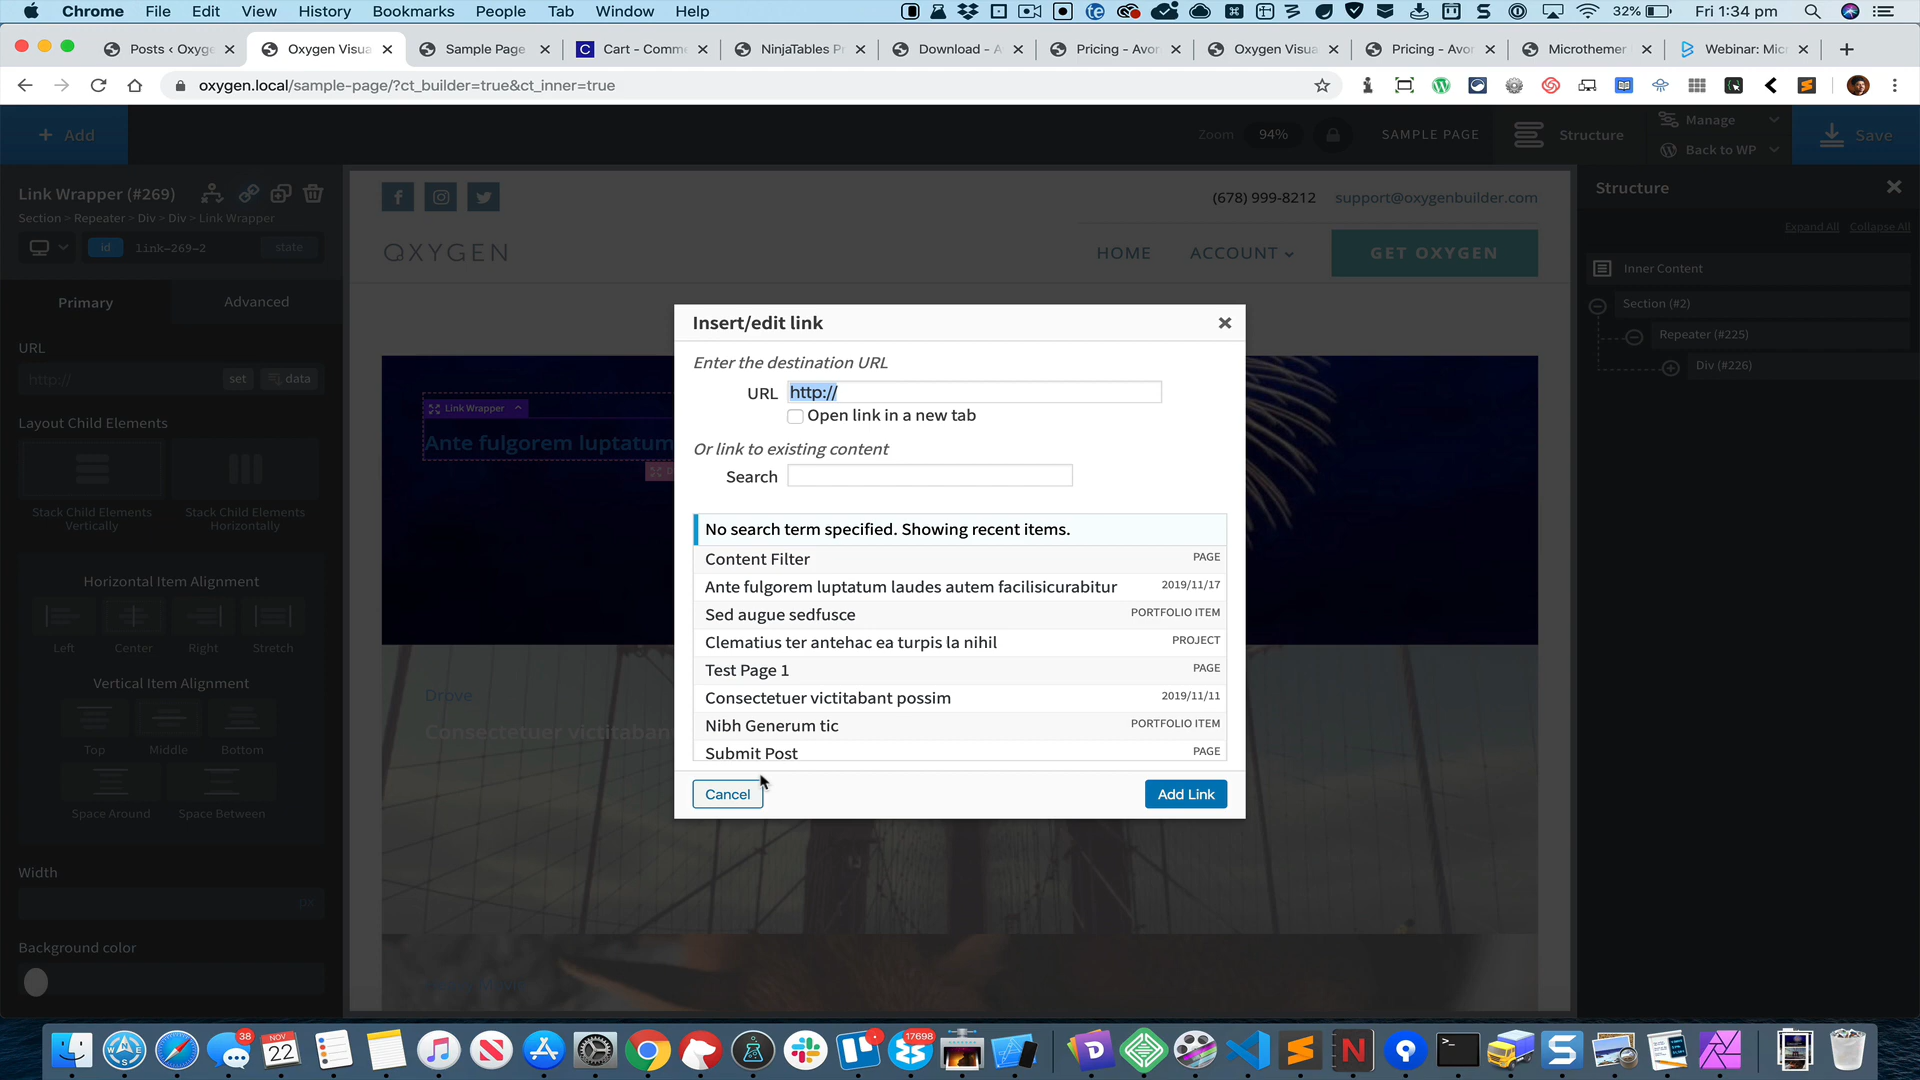 Chrome File Edit View History Bookmarks People Tab Window Help 32% Fri 1:34 pm
Posts ‹ Oxyge
Oxygen Visua
Sample Page
Cart - Comme
NinjaTables P
Download - A
Pricing - Avor
Oxygen Visua
Pricing - Avor
Microthemer
Webinar: Mic
oxygen.local/sample-page/?ct_builder=true&ct_inner=true
+ Add
Zoom 94% SAMPLE PAGE Structure
Manage
Back to WP
Save
Link Wrapper (#269)
Section > Repeater > Div > Div > Link Wrapper
id link-269-2 state
Primary Advanced
URL
http:// set data
Layout Child Elements
Stack Child Elements Vertically
Stack Child Elements Horizontally
Horizontal Item Alignment
Left Center Right Stretch
Vertical Item Alignment
Top Middle Bottom
Space Around Space Between
Width
px
Background color
(678) 999-8212 support@oxygenbuilder.com
OXYGEN
HOME ACCOUNT GET OXYGEN
Link Wrapper
Ante fulgorem luptatum
Drove
Consectetuer victitabant
Insert/edit link
Enter the destination URL
URL http://
Open link in a new tab
Or link to existing content
Search
No search term specified. Showing recent items.
Content Filter PAGE
Ante fulgorem luptatum laudes autem facilisicurabitur 2019/11/17
Sed augue sedfusce PORTFOLIO ITEM
Clematius ter antehac ea turpis la nihil PROJECT
Test Page 1 PAGE
Consectetuer victitabant possim 2019/11/11
Nibh Generum tic PORTFOLIO ITEM
Submit Post PAGE
Cancel Add Link
Structure
Expand All Collapse All
Inner Content
Section (#2)
Repeater (#225)
Div (#226)
38
NOV
22
17698